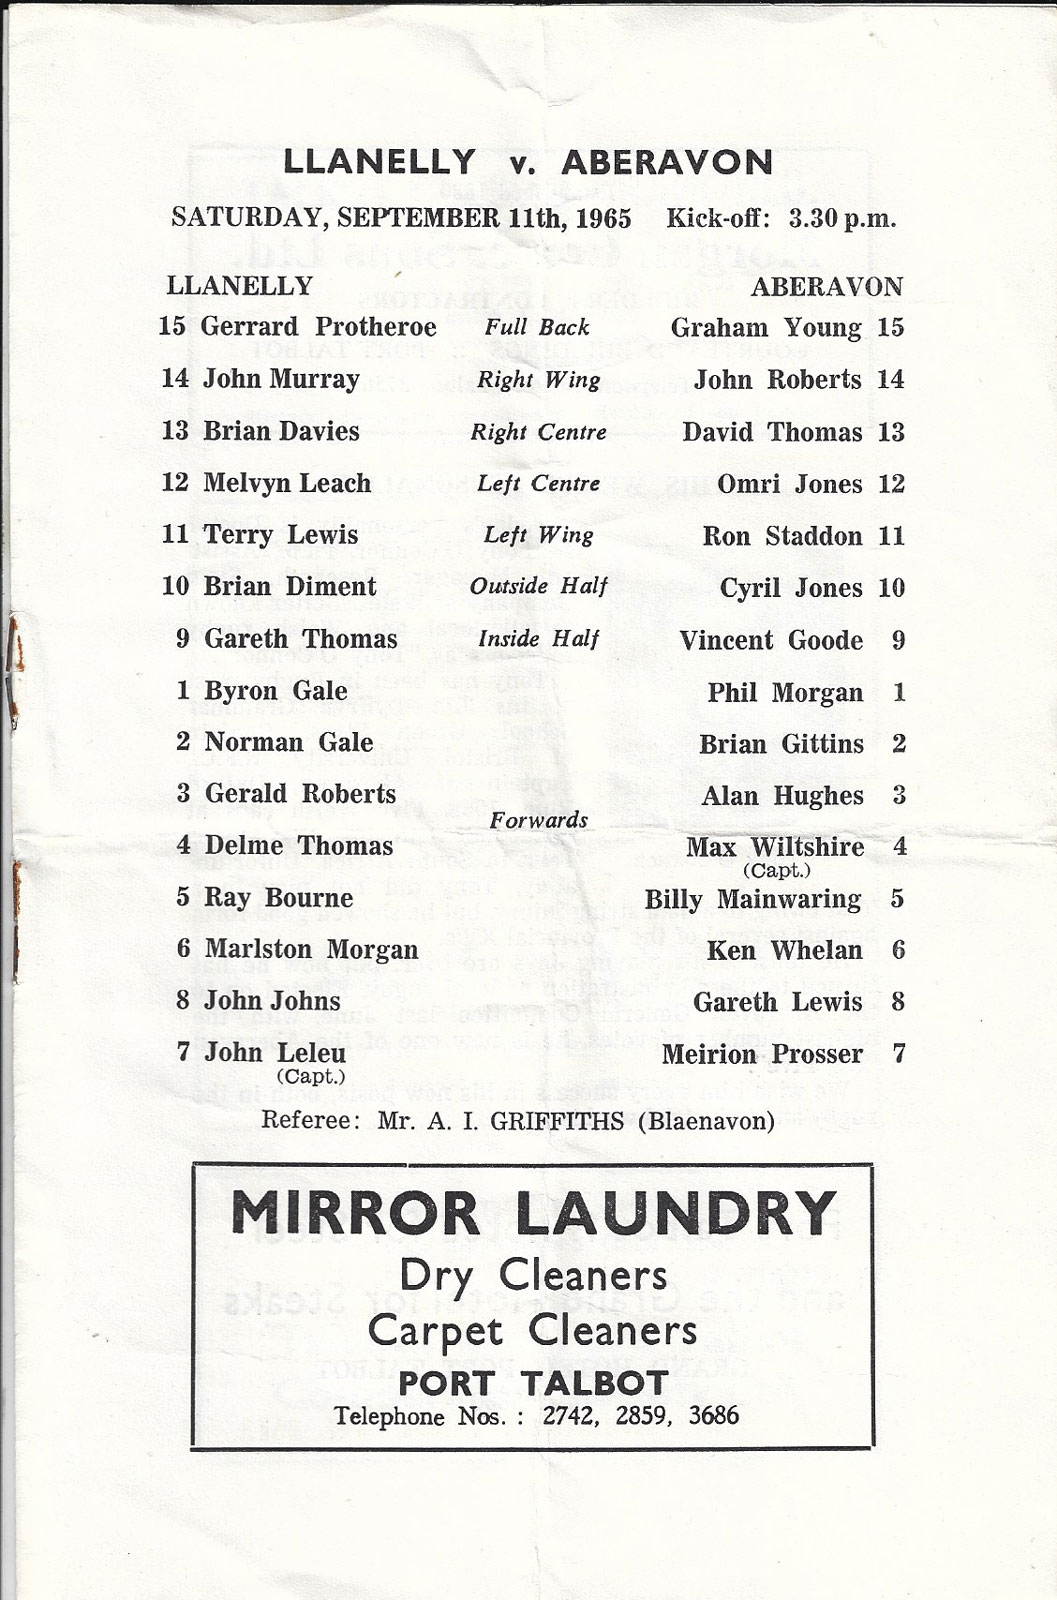 LLANELLY v. ABERAVON
SATURDAY, SEPTEMBER 11th, 1965 Kick-off: 3.30 p.m.
LLANELLY ABERAVON
15 Gerrard Protheroe Full Back Graham Young 15
14 John Murray Right Wing John Roberts 14
13 Brian Davies Right Centre David Thomas 13
12 Melvyn Leach Left Centre Omri Jones 12
11 Terry Lewis Left Wing Ron Staddon 11
10 Brian Diment Outside Half Cyril Jones 10
9 Gareth Thomas Inside Half Vincent Goode 9
1 Byron Gale Phil Morgan 1
2 Norman Gale Brian Gittins 2
3 Gerald Roberts Alan Hughes 3
Forwards
4 Delme Thomas Max Wiltshire 4
(Capt.)
5 Ray Bourne Billy Mainwaring 5
6 Marlston Morgan Ken Whelan 6
8 John Johns Gareth Lewis 8
7 John Leleu Meirion Prosser 7
(Capt.)
Referee: Mr. A. I. GRIFFITHS (Blaenavon)
MIRROR LAUNDRY
Dry Cleaners
Carpet Cleaners
PORT TALBOT
Telephone Nos. : 2742, 2859, 3686